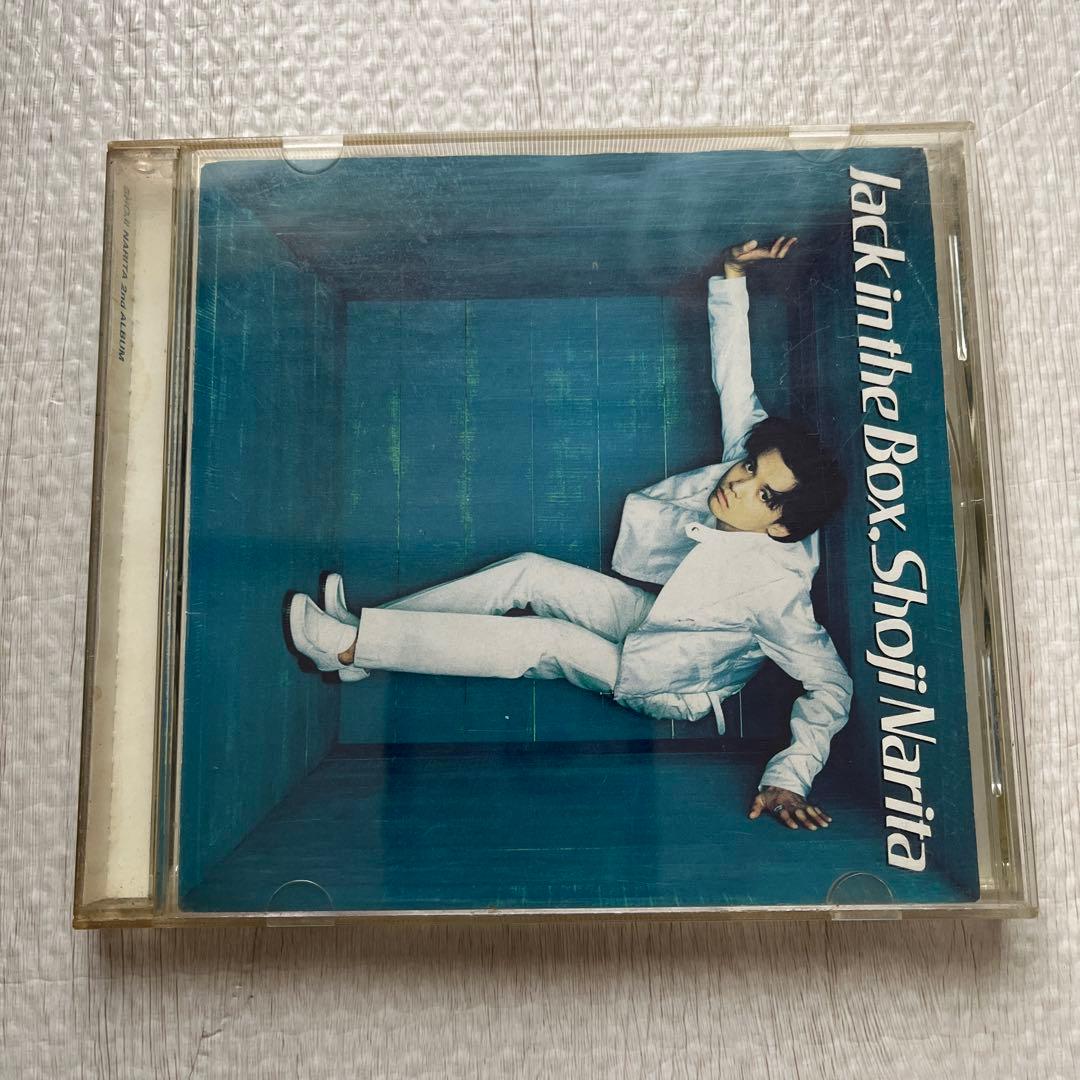 SHOJI NARITA 2nd ALBUM
Jack in the Box. Shoji Narita